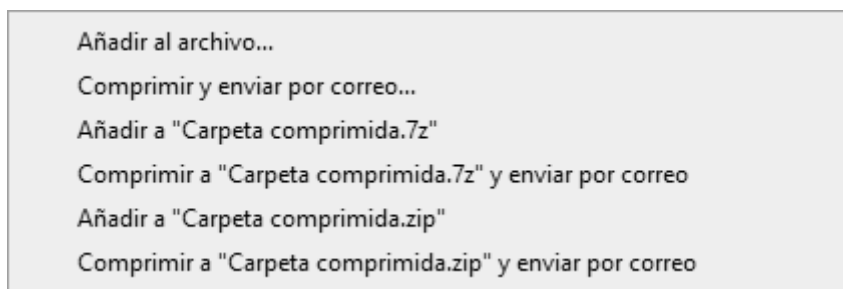 Añadir al archivo...
Comprimir y enviar por correo...
Añadir a "Carpeta comprimida.7z"
Comprimir a "Carpeta comprimida.7z" y enviar por correo
Añadir a "Carpeta comprimida.zip"
Comprimir a "Carpeta comprimida.zip" y enviar por correo